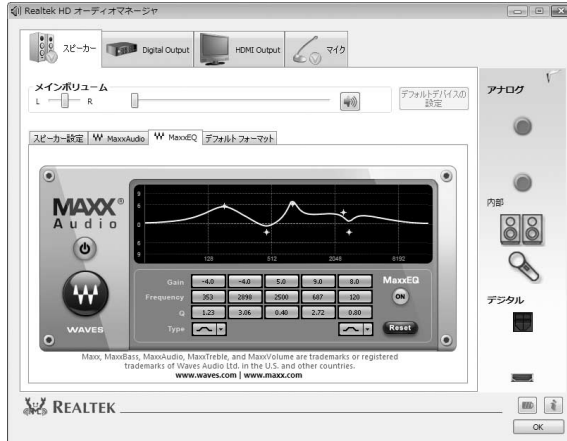 Realtek HD オーディオマネージャ
スピーカー
Digital Output
HDMI Output
マイク
メインボリューム
L R
デフォルトデバイスの
設定
アナログ
スピーカー設定 MaxxAudio MaxxEQ デフォルトフォーマット
MAXX®
Audio
WAVES
9
6
0
6
9
128 512 2048 8192
Gain -4.0 -4.0 5.0 9.0 8.0 MaxxEQ
Frequency 353 2898 2500 687 120 ON
Q 1.23 3.06 0.40 2.72 0.80
Type Reset
Maxx, MaxxBass, MaxxAudio, MaxxTreble, and MaxxVolume are trademarks or registered
trademarks of Waves Audio Ltd. in the U.S. and other countries.
www.waves.com | www.maxx.com
内部
デジタル
REALTEK
OK